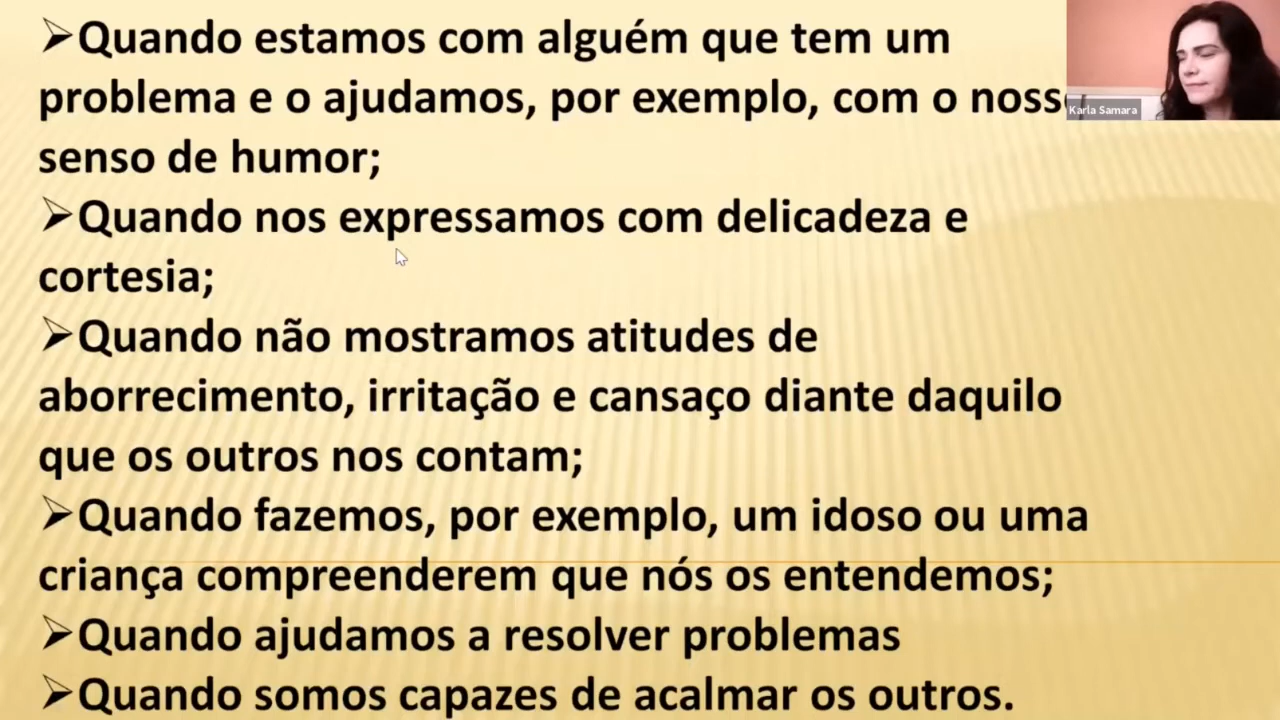 ➢Quando estamos com alguém que tem um
problema e o ajudamos, por exemplo, com o
senso de humor;
➢Quando nos expressamos com delicadeza e
cortesia;
➢Quando não mostramos atitudes de
aborrecimento, irritação e cansaço diante daquilo
que os outros nos contam;
➢Quando fazemos, por exemplo, um idoso ou uma
criança compreenderem que nós os entendemos;
➢Quando ajudamos a resolver problemas
➢Quando somos capazes de acalmar os outros.
Karla Samara